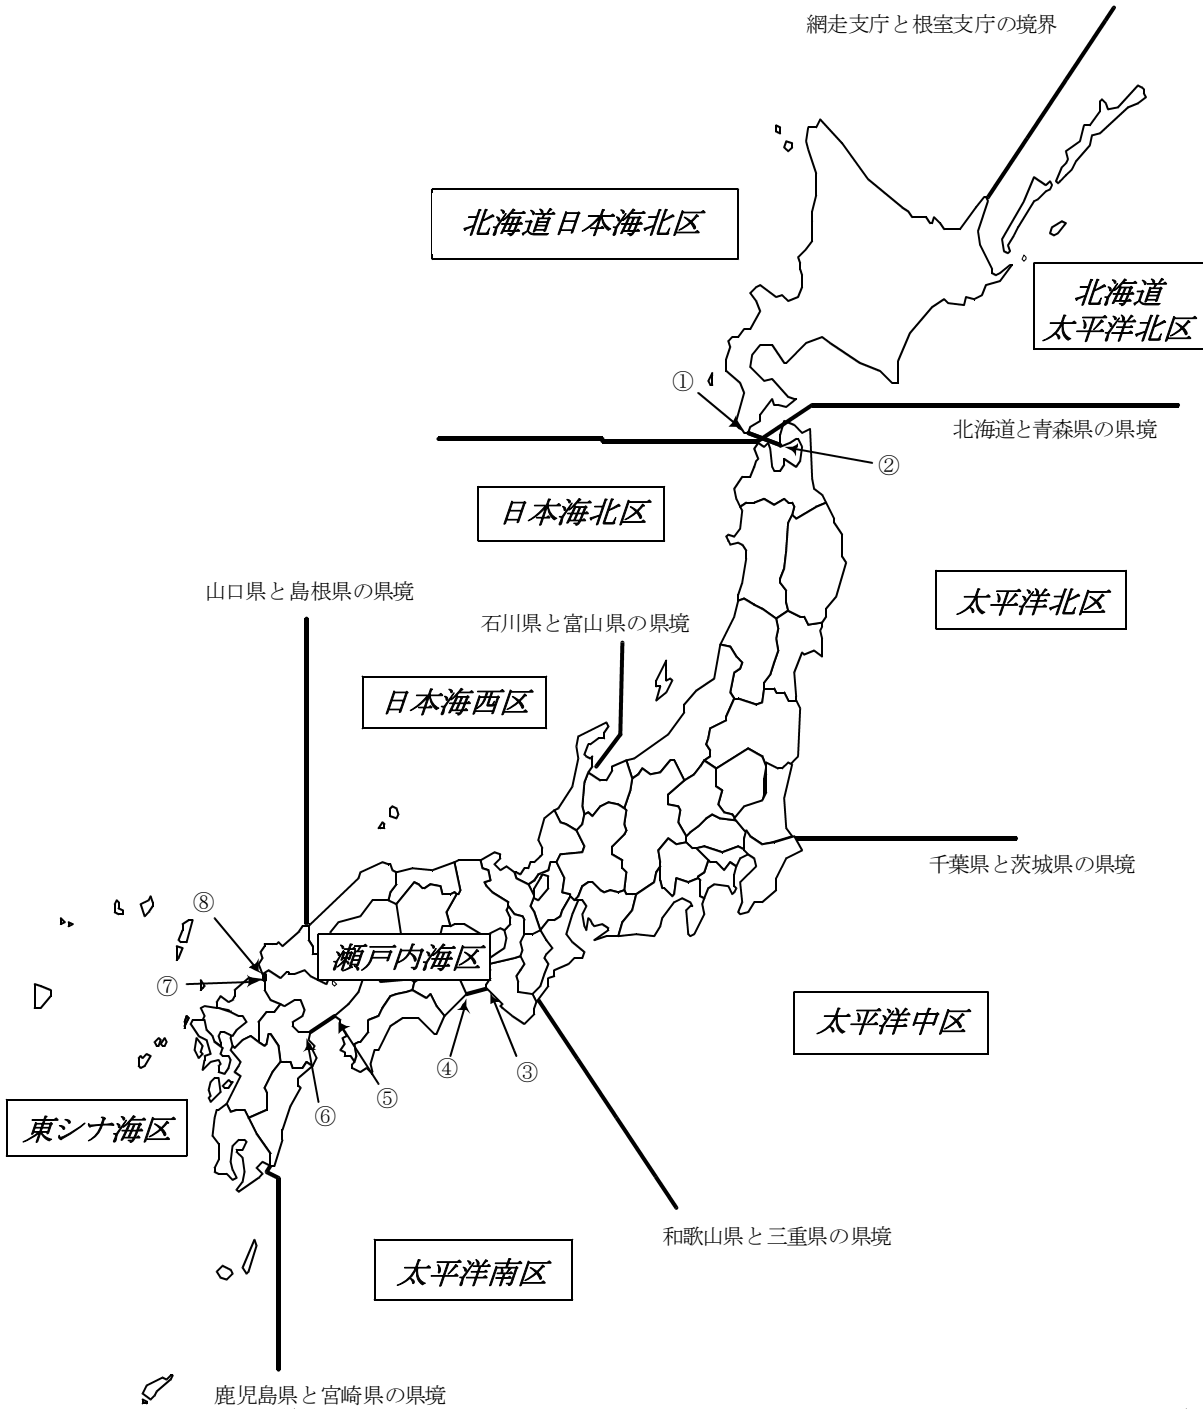 網走支庁と根室支庁の境界
北海道日本海北区
北海道
太平洋北区
①
北海道と青森県の県境
②
日本海北区
山口県と島根県の県境
太平洋北区
石川県と富山県の県境
日本海西区
千葉県と茨城県の県境
⑧
瀬戸内海区
⑦
太平洋中区
④
③
⑤
⑥
東シナ海区
和歌山県と三重県の県境
太平洋南区
鹿児島県と宮崎県の県境